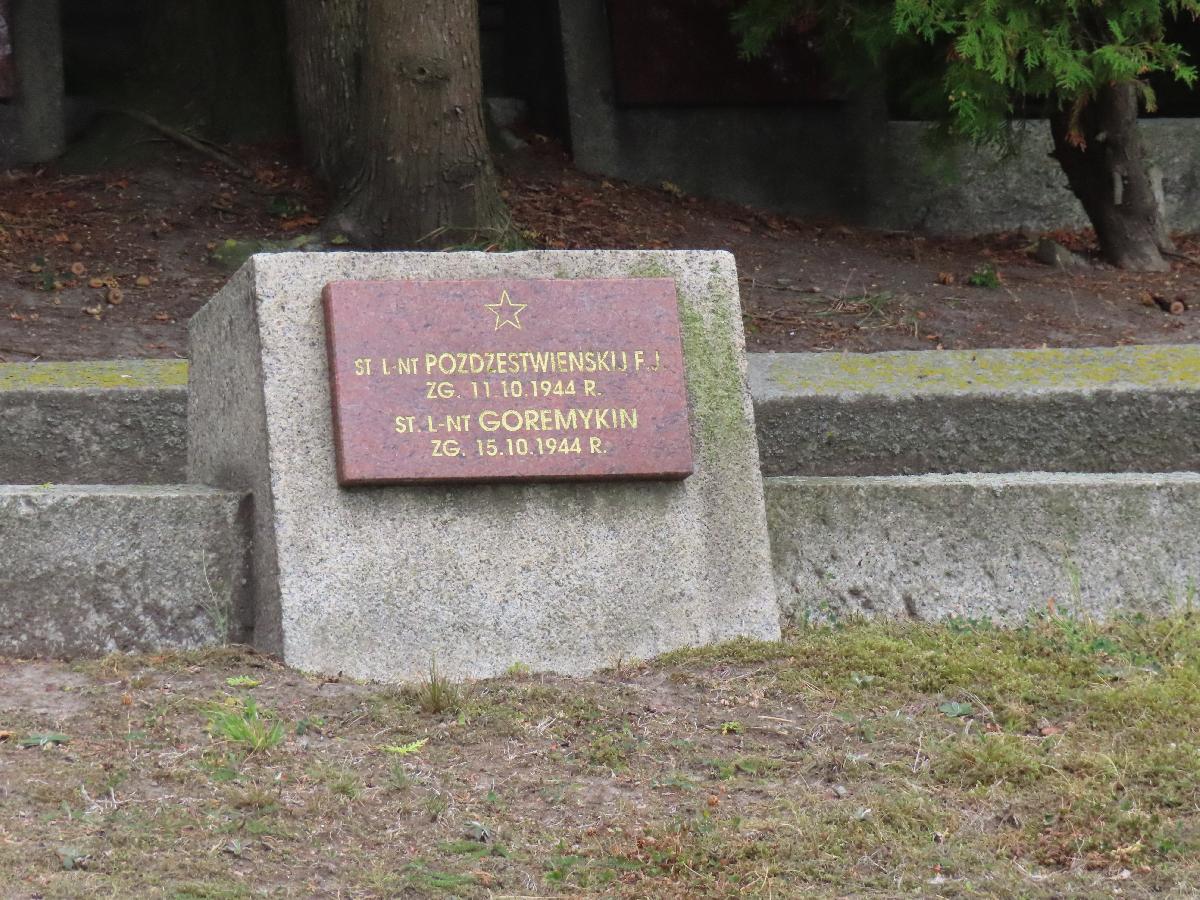 ST L-NT POZDZESTWIENSKIJ F.J.
ZG. 11.10.1944 R.
ST. L-NT GOREMYKIN
ZG. 15.10.1944 R.